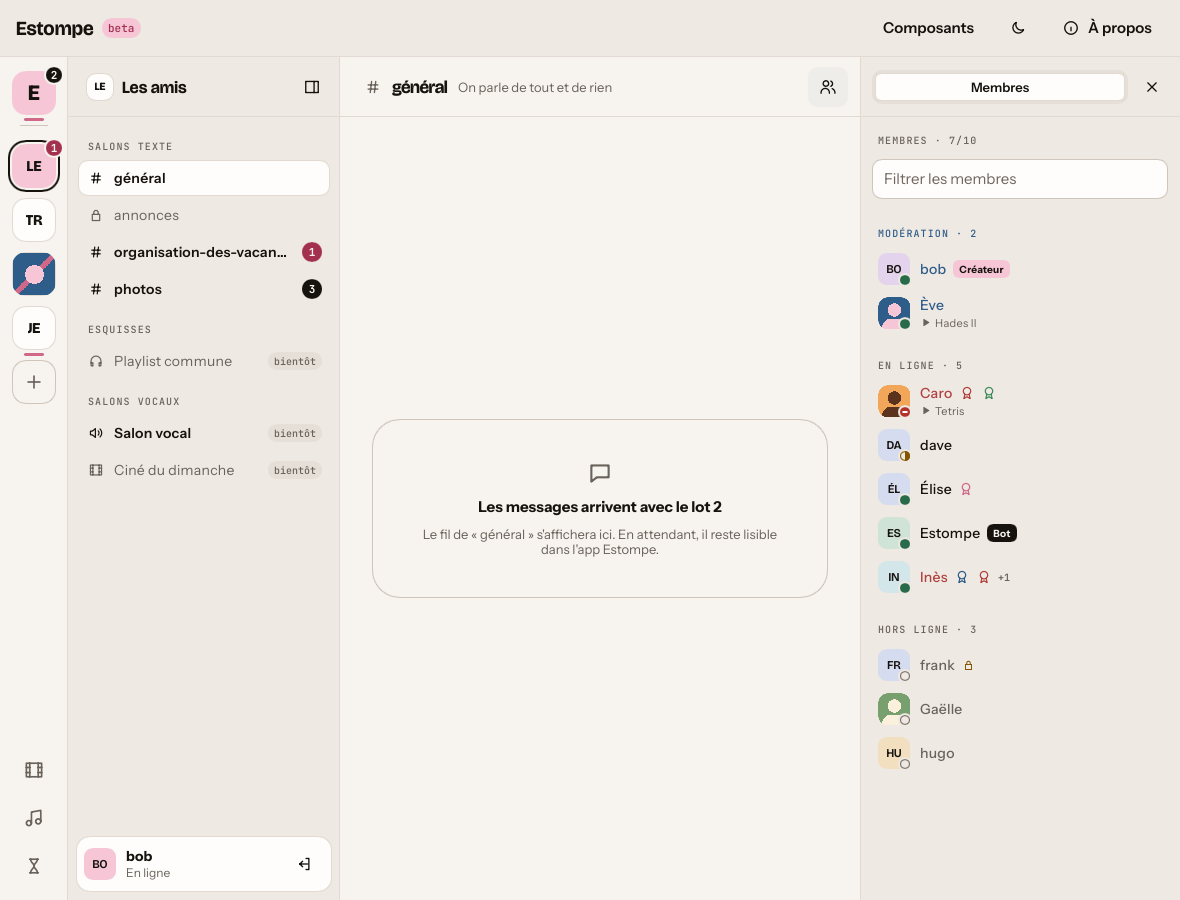 Estompe beta
Composants
À propos
E 2
LE 1
TR
JE
LE Les amis
SALONS TEXTE
# général
annonces
# organisation-des-vacan... 1
# photos 3
ESQUISSES
Playlist commune bientôt
SALONS VOCAUX
Salon vocal bientôt
Ciné du dimanche bientôt
BO bob
En ligne
# général On parle de tout et de rien
Les messages arrivent avec le lot 2
Le fil de « général » s'affichera ici. En attendant, il reste lisible
dans l'app Estompe.
Membres
MEMBRES · 7/10
Filtrer les membres
MODÉRATION · 2
BO bob Créateur
Ève
Hades II
EN LIGNE · 5
Caro
Tetris
DA dave
ÉL Élise
ES Estompe Bot
IN Inès +1
HORS LIGNE · 3
FR frank
Gaëlle
HU hugo